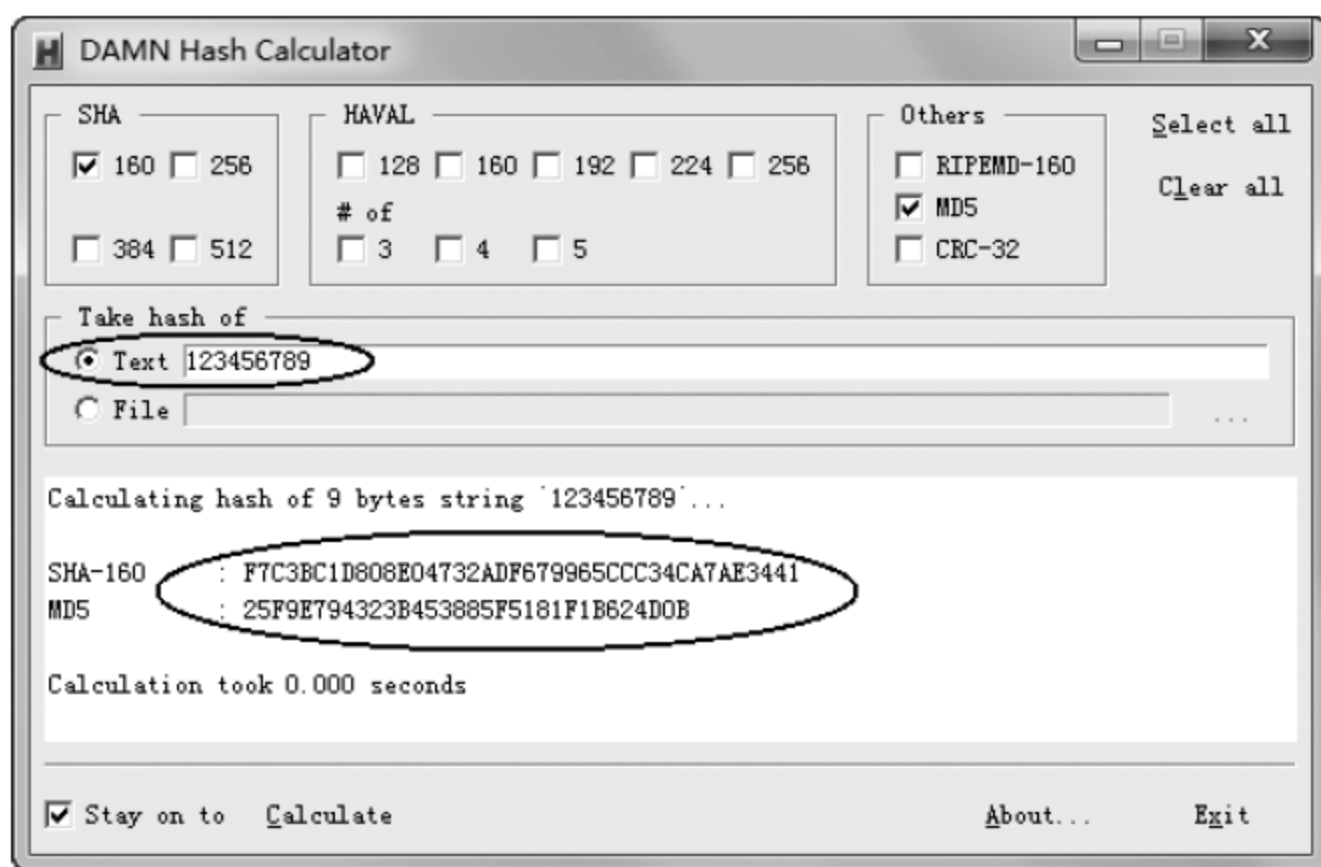 DAMN Hash Calculator
SHA
160 256
384 512
HAVAL
128 160 192 224 256
# of
3 4 5
Others
RIPEMD-160
MD5
CRC-32
Select all
Clear all
Take hash of
Text 123456789
File
...
Calculating hash of 9 bytes string `123456789`...
SHA-160 : F7C3BC1D808E04732ADF679965CCC34CA7AE3441
MD5 : 25F9E794323B453885F5181F1B624D0B
Calculation took 0.000 seconds
Stay on to Calculate About... Exit